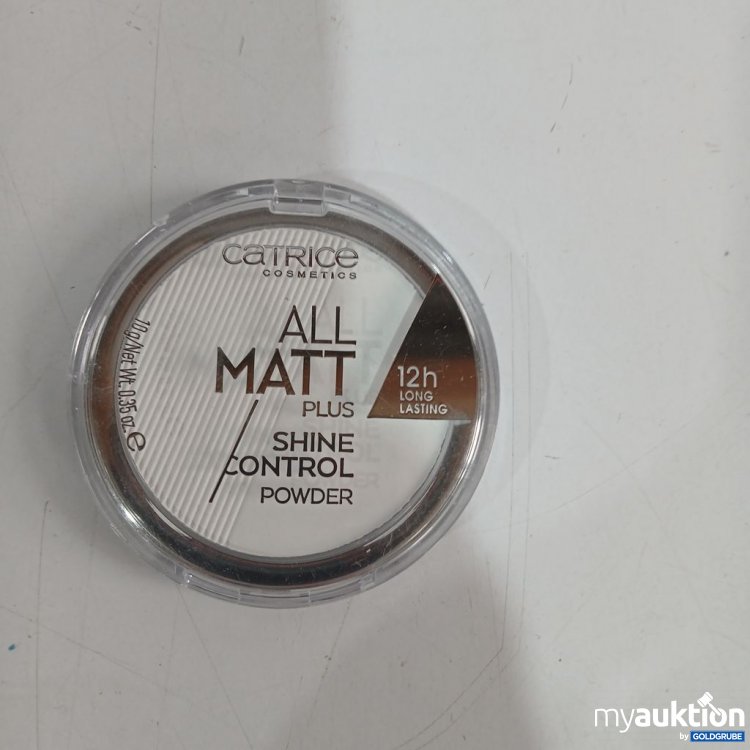 CATRICE
COSMETICS
ALL
MATT
PLUS
SHINE
CONTROL
POWDER
12h
LONG
LASTING
10g/Net Wt. 0.35 oz. ℮
myauktion
by GOLDGRUBE